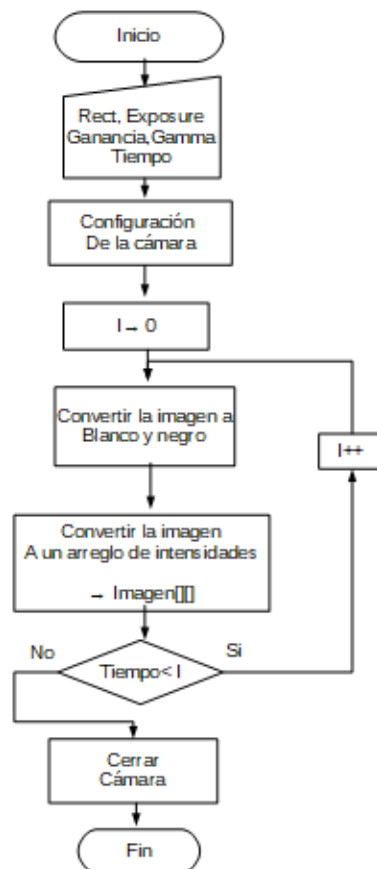 Inicio
Rect, Exposure
Ganancia,Gamma
Tiempo
Configuración
De la cámara
I→ 0
Convertir la imagen a
Blanco y negro
I++
Convertir la imagen
A un arreglo de intensidades
→ Imagen[][]
No
Si
Tiempo< I
Cerrar
Cámara
Fin